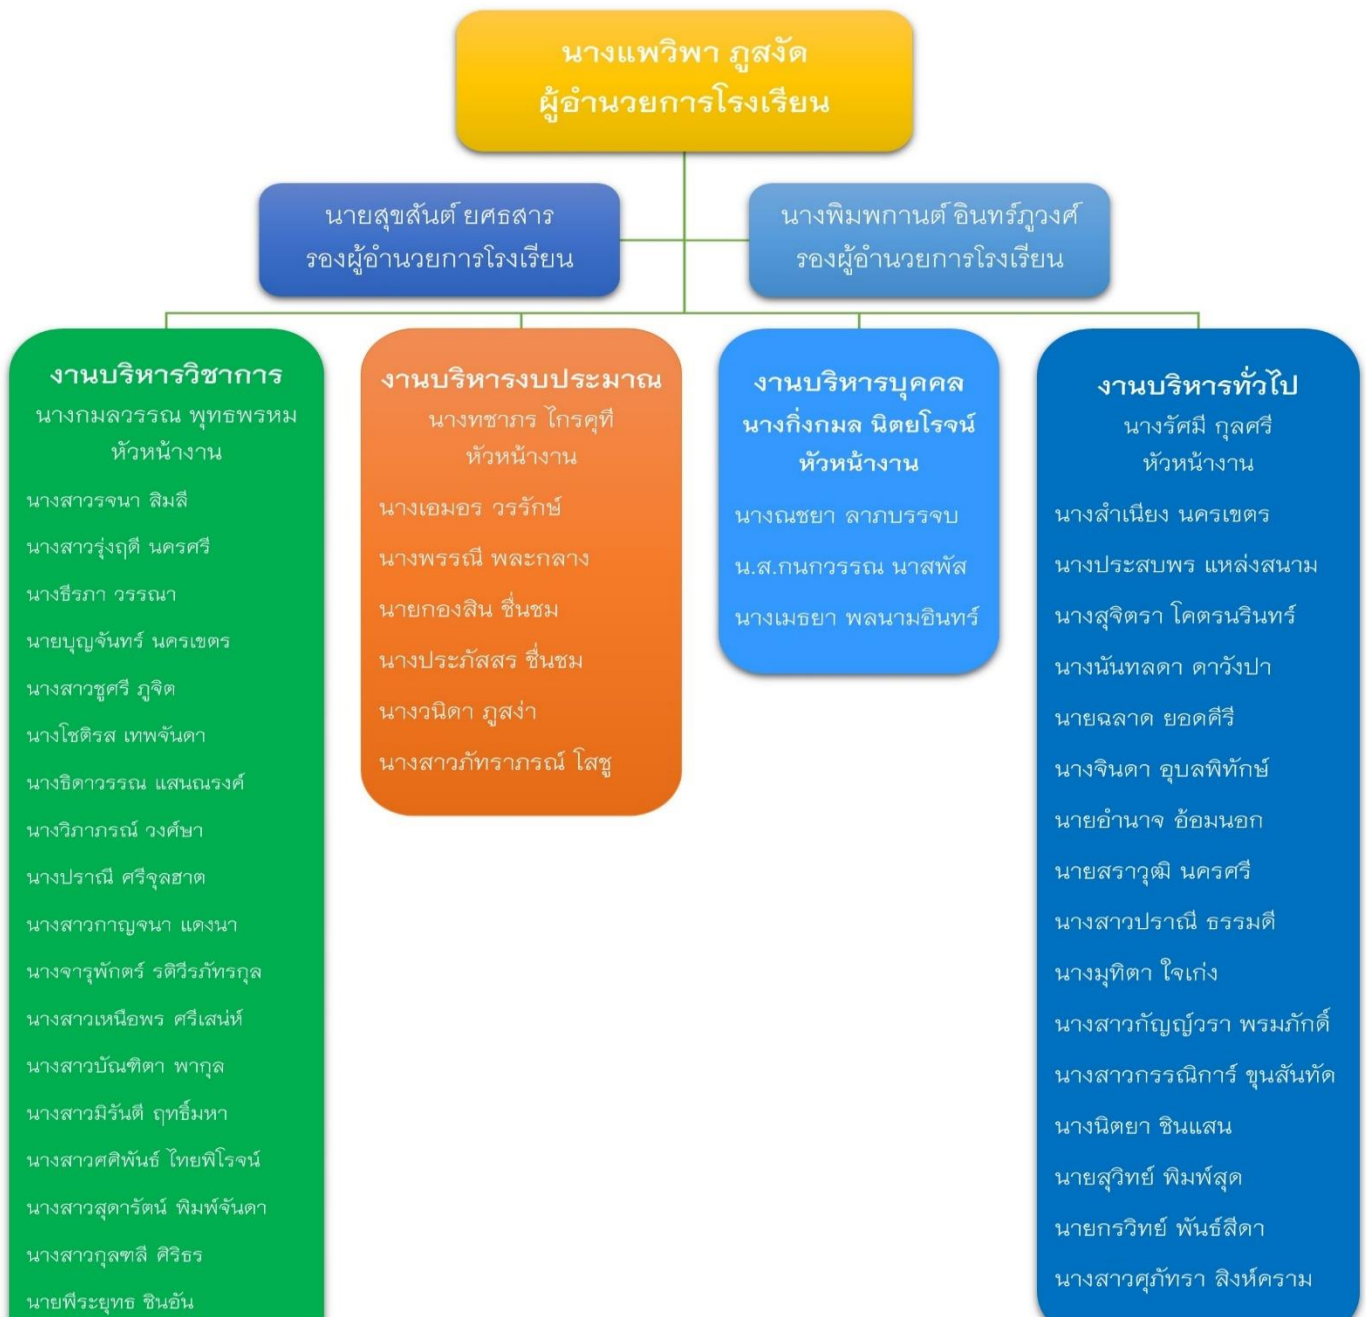 นางแพวิพา ภูสงัด
ผู้อำนวยการโรงเรียน
นายสุขสันต์ ยศธสาร
รองผู้อำนวยการโรงเรียน
นางพิมพกานต์ อินทร์ภูวงศ์
รองผู้อำนวยการโรงเรียน
งานบริหารวิชาการ
นางกมลวรรณ พุทธพรหม
หัวหน้างาน
นางสาวรจนา สิมลี
นางสาวรุ่งฤดี นครศรี
นางธีรภา วรรณา
นายบุญจันทร์ นครเขตร
นางสาวชูศรี ภูจิต
นางโชติรส เทพจันดา
นางธิดาวรรณ แสนณรงค์
นางวิภาภรณ์ วงศ์ษา
นางปราณี ศรีจุลฮาต
นางสาวกาญจนา แดงนา
นางจารุพักตร์ รติวีรภัทรกุล
นางสาวเหนือพร ศรีเสน่ห์
นางสาวบัณฑิตา พากุล
นางสาวมิรันตี ฤทธิ์มหา
นางสาวศศิพันธ์ ไทยพิโรจน์
นางสาวสุดารัตน์ พิมพ์จันดา
นางสาวกุลฑลี ศิริธร
นายพีระยุทธ ชินอัน
งานบริหารงบประมาณ
นางทชาภร ไกรคุที
หัวหน้างาน
นางเอมอร วรรักษ์
นางพรรณี พละกลาง
นายกองสิน ชื่นชม
นางประภัสสร ชื่นชม
นางวนิดา ภูสง่า
นางสาวภัทราภรณ์ โสชู
งานบริหารบุคคล
นางกิ่งกมล นิตยโรจน์
หัวหน้างาน
นางณชยา ลาภบรรจบ
น.ส.กนกวรรณ นาสพัส
นางเมธยา พลนามอินทร์
งานบริหารทั่วไป
นางรัศมี กุลศรี
หัวหน้างาน
นางสำเนียง นครเขตร
นางประสบพร แหล่งสนาม
นางสุจิตรา โคตรนรินทร์
นางนันทลดา ดาวังปา
นายฉลาด ยอดคีรี
นางจินดา อุบลพิทักษ์
นายอำนาจ อ้อมนอก
นายสราวุฒิ นครศรี
นางสาวปราณี ธรรมดี
นางมุทิตา ใจเก่ง
นางสาวกัญญ์วรา พรมภักดิ์
นางสาวกรรณิการ์ ขุนสันทัด
นางนิตยา ชินแสน
นายสุวิทย์ พิมพ์สุด
นายกรวิทย์ พันธ์สีดา
นางสาวศุภัทรา สิงห์คราม